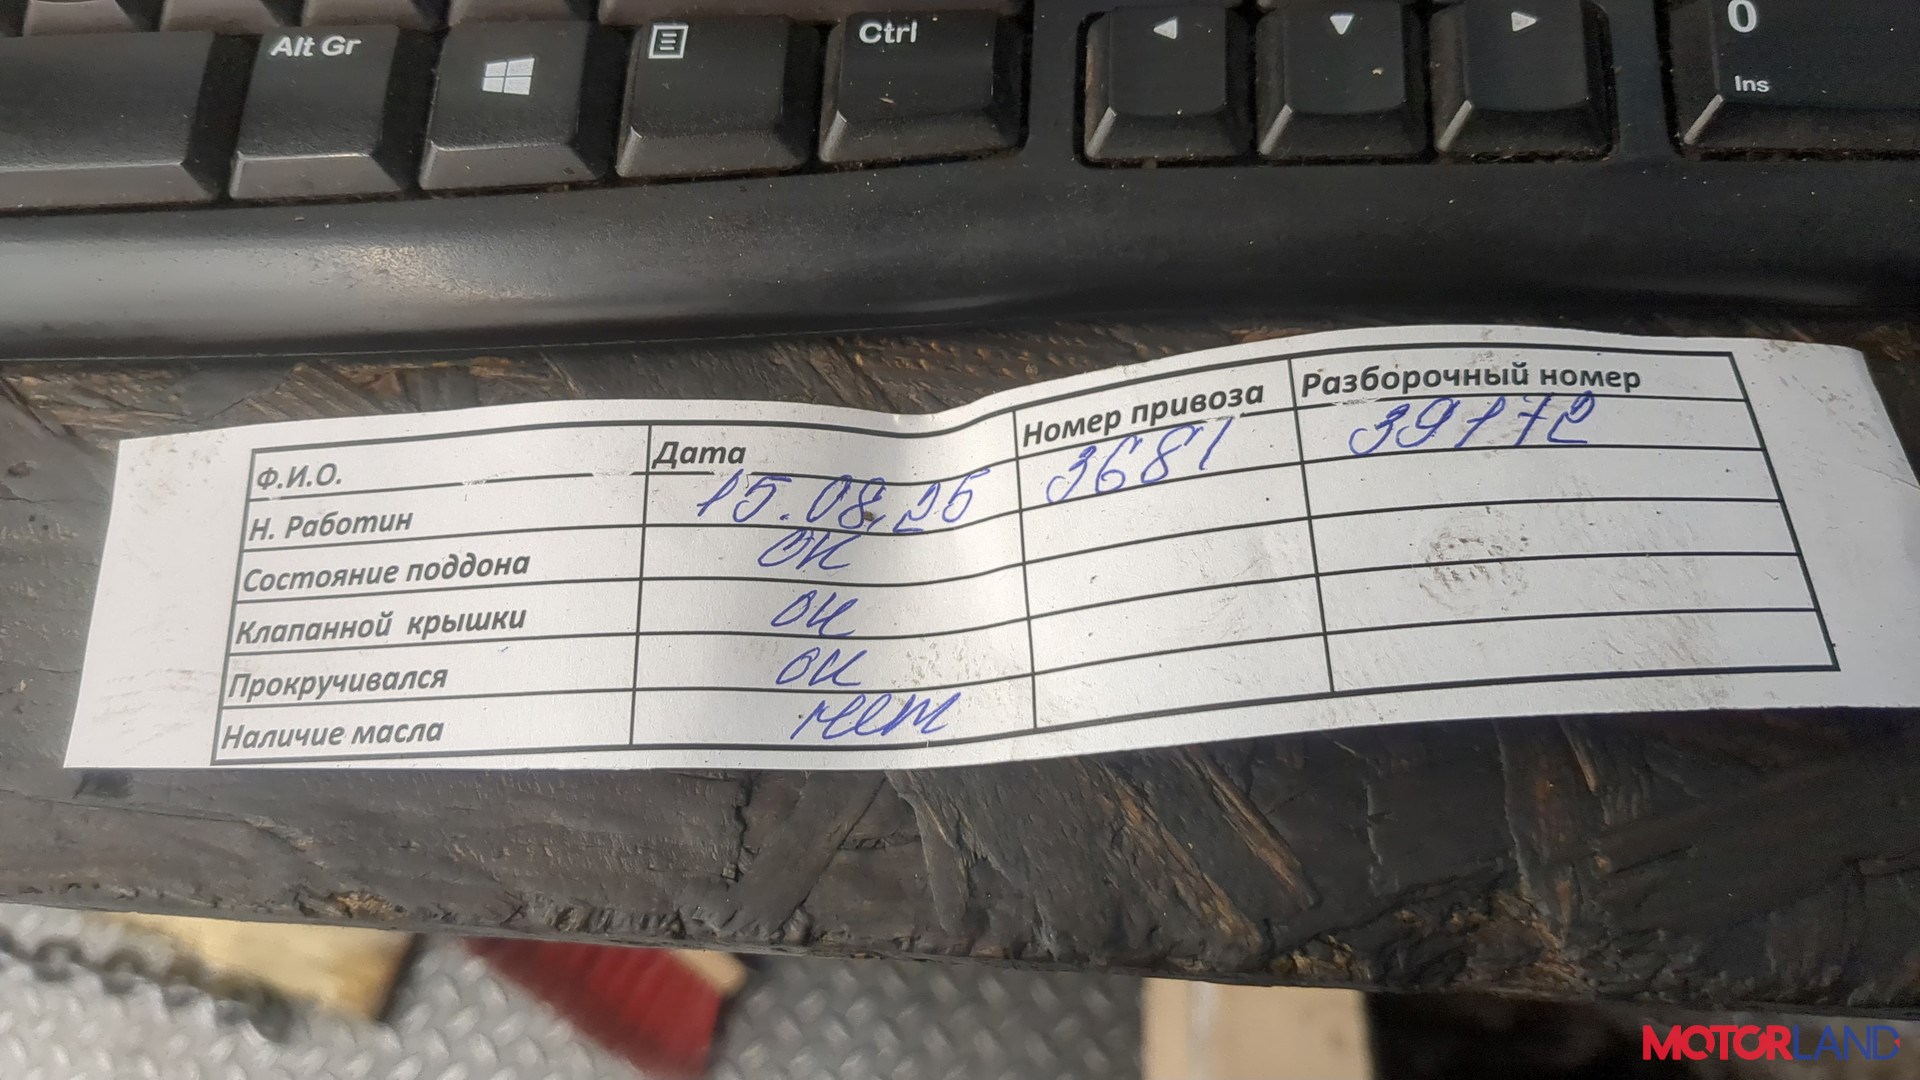 Alt Gr
Ctrl
0
Ins
Ф.И.О. Дата Номер привоза Разборочный номер
Н. Работин 15.08.25 3681 39172
Состояние поддона ок
Клапанной крышки ок
Прокручивался ок
Наличие масла нет
MOTORLAND